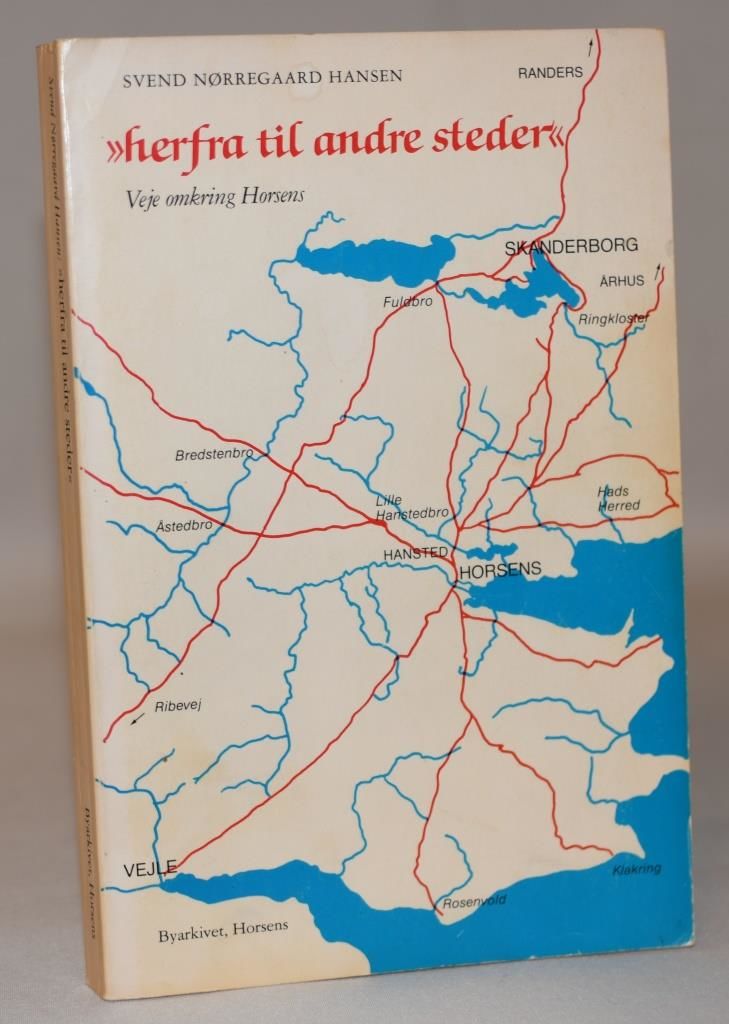 SVEND NØRREGAARD HANSEN
»herfra til andre steder«
Veje omkring Horsens
RANDERS
SKANDERBORG
ÅRHUS
Fuldbro
Ringkloster
Bredstenbro
Lille
Hanstedbro
Hads
Herred
Åstedbro
HANSTED
HORSENS
Ribevej
VEJLE
Klakring
Rosenvold
Byarkivet, Horsens
Svend Nørregaard Hansen: »herfra til andre steder«
Byarkivet, Horsens